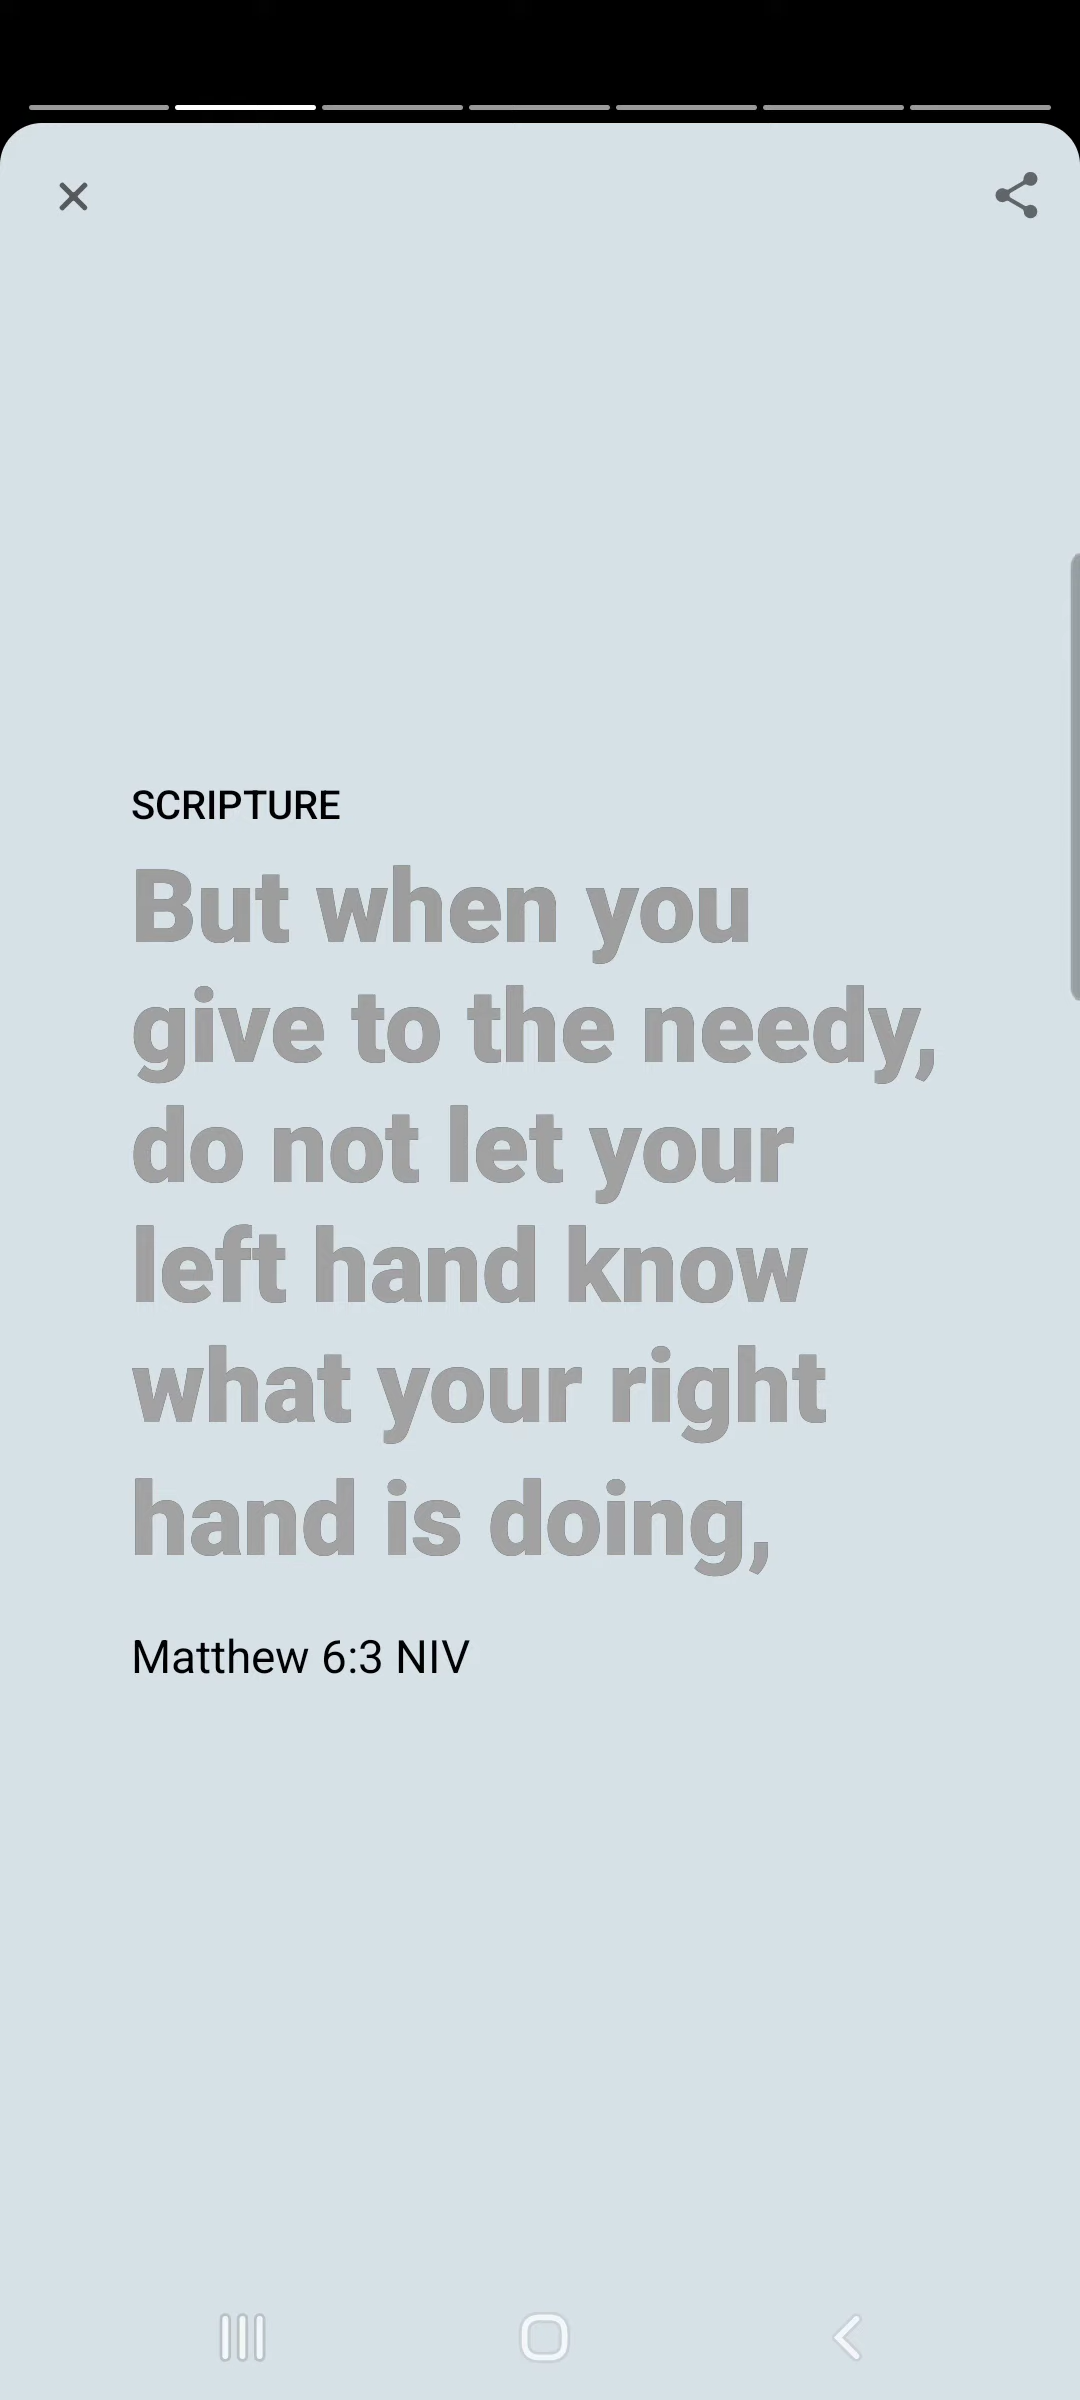 SCRIPTURE
But when you
give to the needy,
do not let your
left hand know
what your right
hand is doing,
Matthew 6:3 NIV